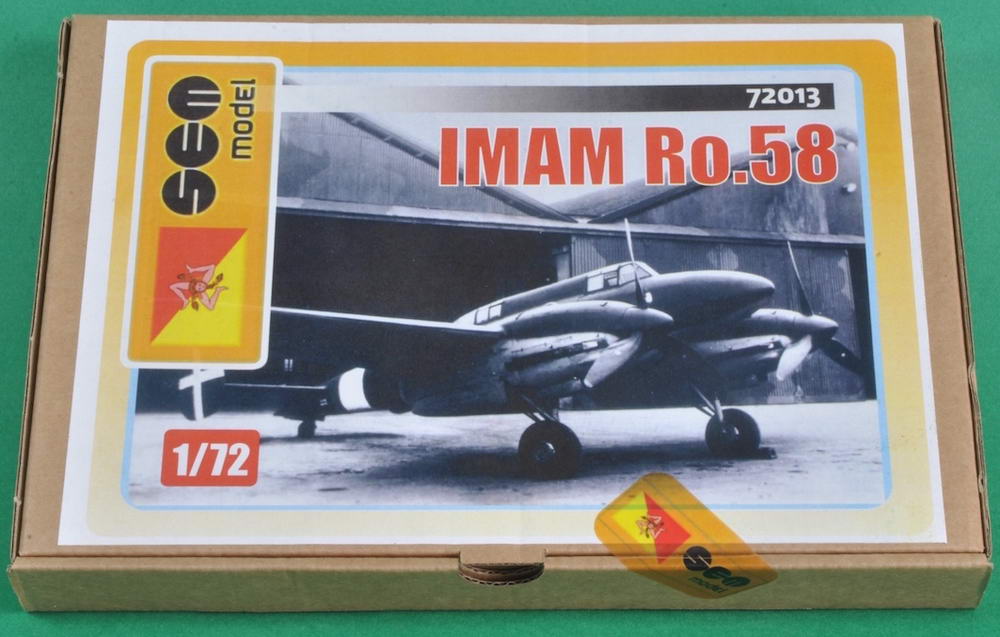 SEM
model
72013
IMAM Ro.58
1/72
SEM
model